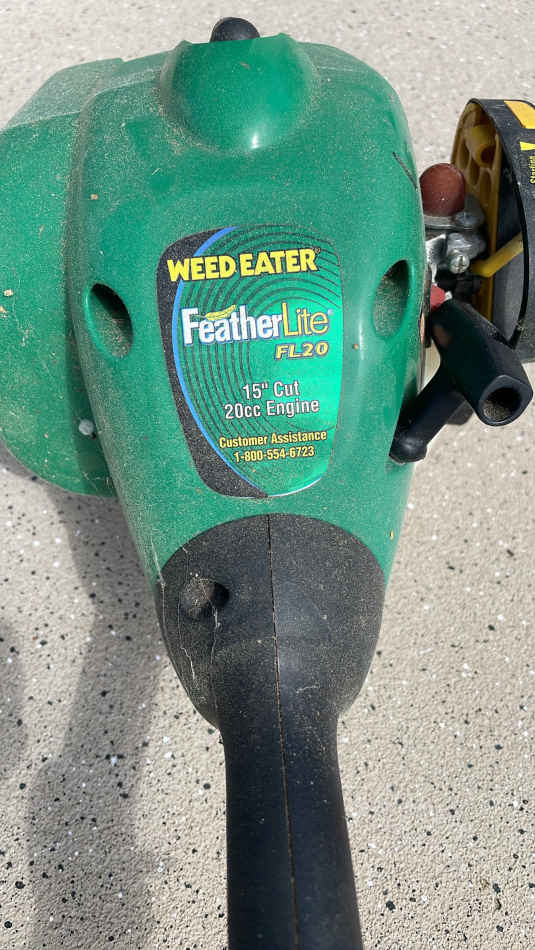 WEED EATER®
FeatherLite®
FL20
15" Cut
20cc Engine
Customer Assistance
1-800-554-6723